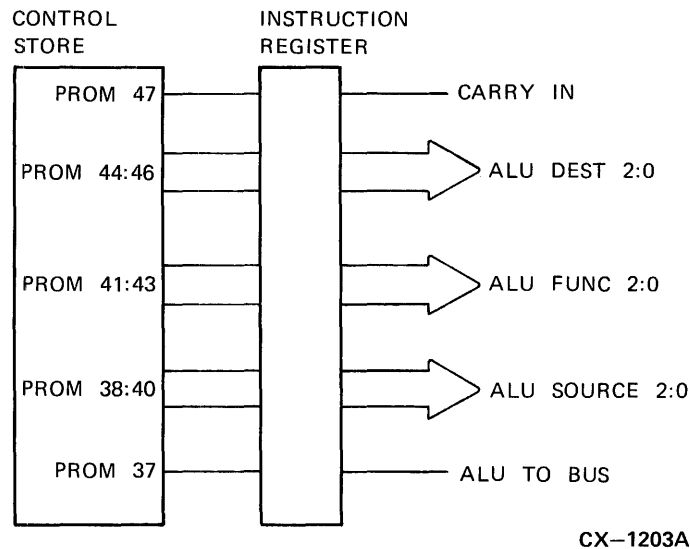 CONTROL STORE
INSTRUCTION REGISTER
PROM 47
CARRY IN
PROM 44:46
ALU DEST 2:0
PROM 41:43
ALU FUNC 2:0
PROM 38:40
ALU SOURCE 2:0
PROM 37
ALU TO BUS
CX-1203A